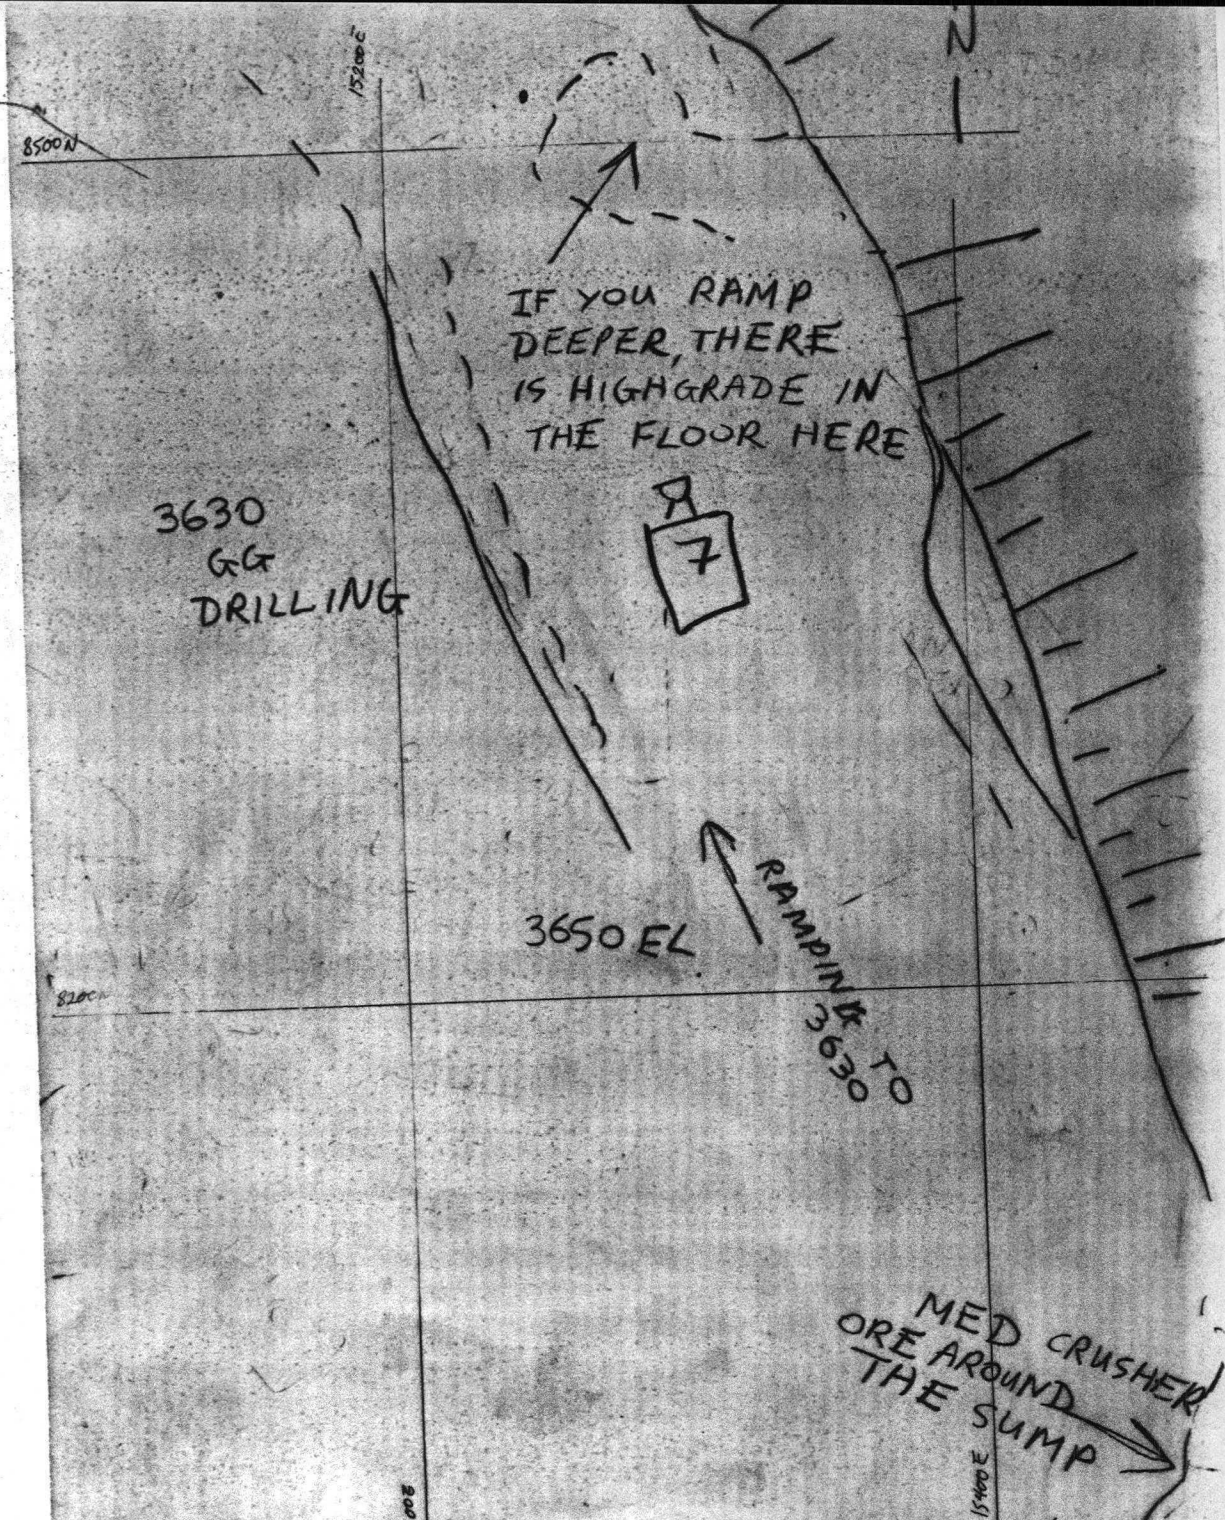 15200E
N
8500N
IF YOU RAMP
DEEPER, THERE
IS HIGHGRADE IN
THE FLOOR HERE
3630
GG
DRILLING
7
3650 EL
RAMPING TO
3630
MED CRUSHER
ORE AROUND
THE SUMP
00E
15400E